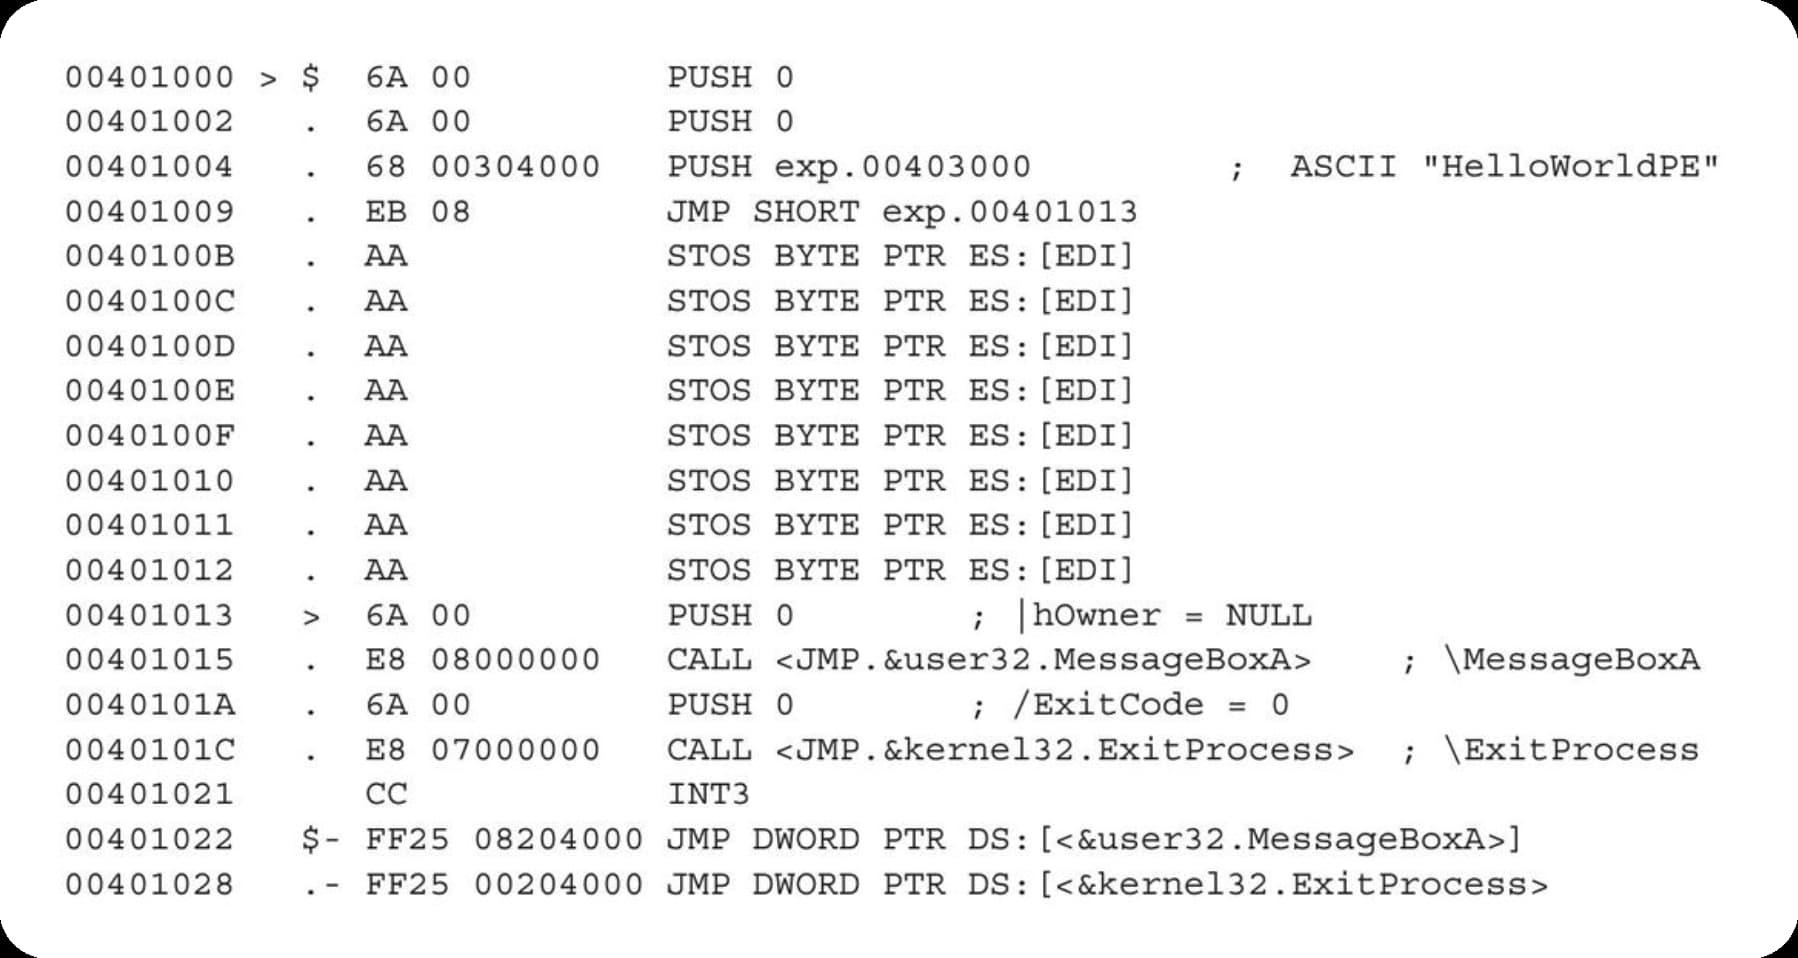 00401000 > $ 6A 00 PUSH 0
00401002 . 6A 00 PUSH 0
00401004 . 68 00304000 PUSH exp.00403000 ; ASCII "HelloWorldPE"
00401009 . EB 08 JMP SHORT exp.00401013
0040100B . AA STOS BYTE PTR ES:[EDI]
0040100C . AA STOS BYTE PTR ES:[EDI]
0040100D . AA STOS BYTE PTR ES:[EDI]
0040100E . AA STOS BYTE PTR ES:[EDI]
0040100F . AA STOS BYTE PTR ES:[EDI]
00401010 . AA STOS BYTE PTR ES:[EDI]
00401011 . AA STOS BYTE PTR ES:[EDI]
00401012 . AA STOS BYTE PTR ES:[EDI]
00401013 > 6A 00 PUSH 0 ; |hOwner = NULL
00401015 . E8 08000000 CALL <JMP.&user32.MessageBoxA> ; \MessageBoxA
0040101A . 6A 00 PUSH 0 ; /ExitCode = 0
0040101C . E8 07000000 CALL <JMP.&kernel32.ExitProcess> ; \ExitProcess
00401021 CC INT3
00401022 $- FF25 08204000 JMP DWORD PTR DS:[<&user32.MessageBoxA>]
00401028 .- FF25 00204000 JMP DWORD PTR DS:[<&kernel32.ExitProcess>